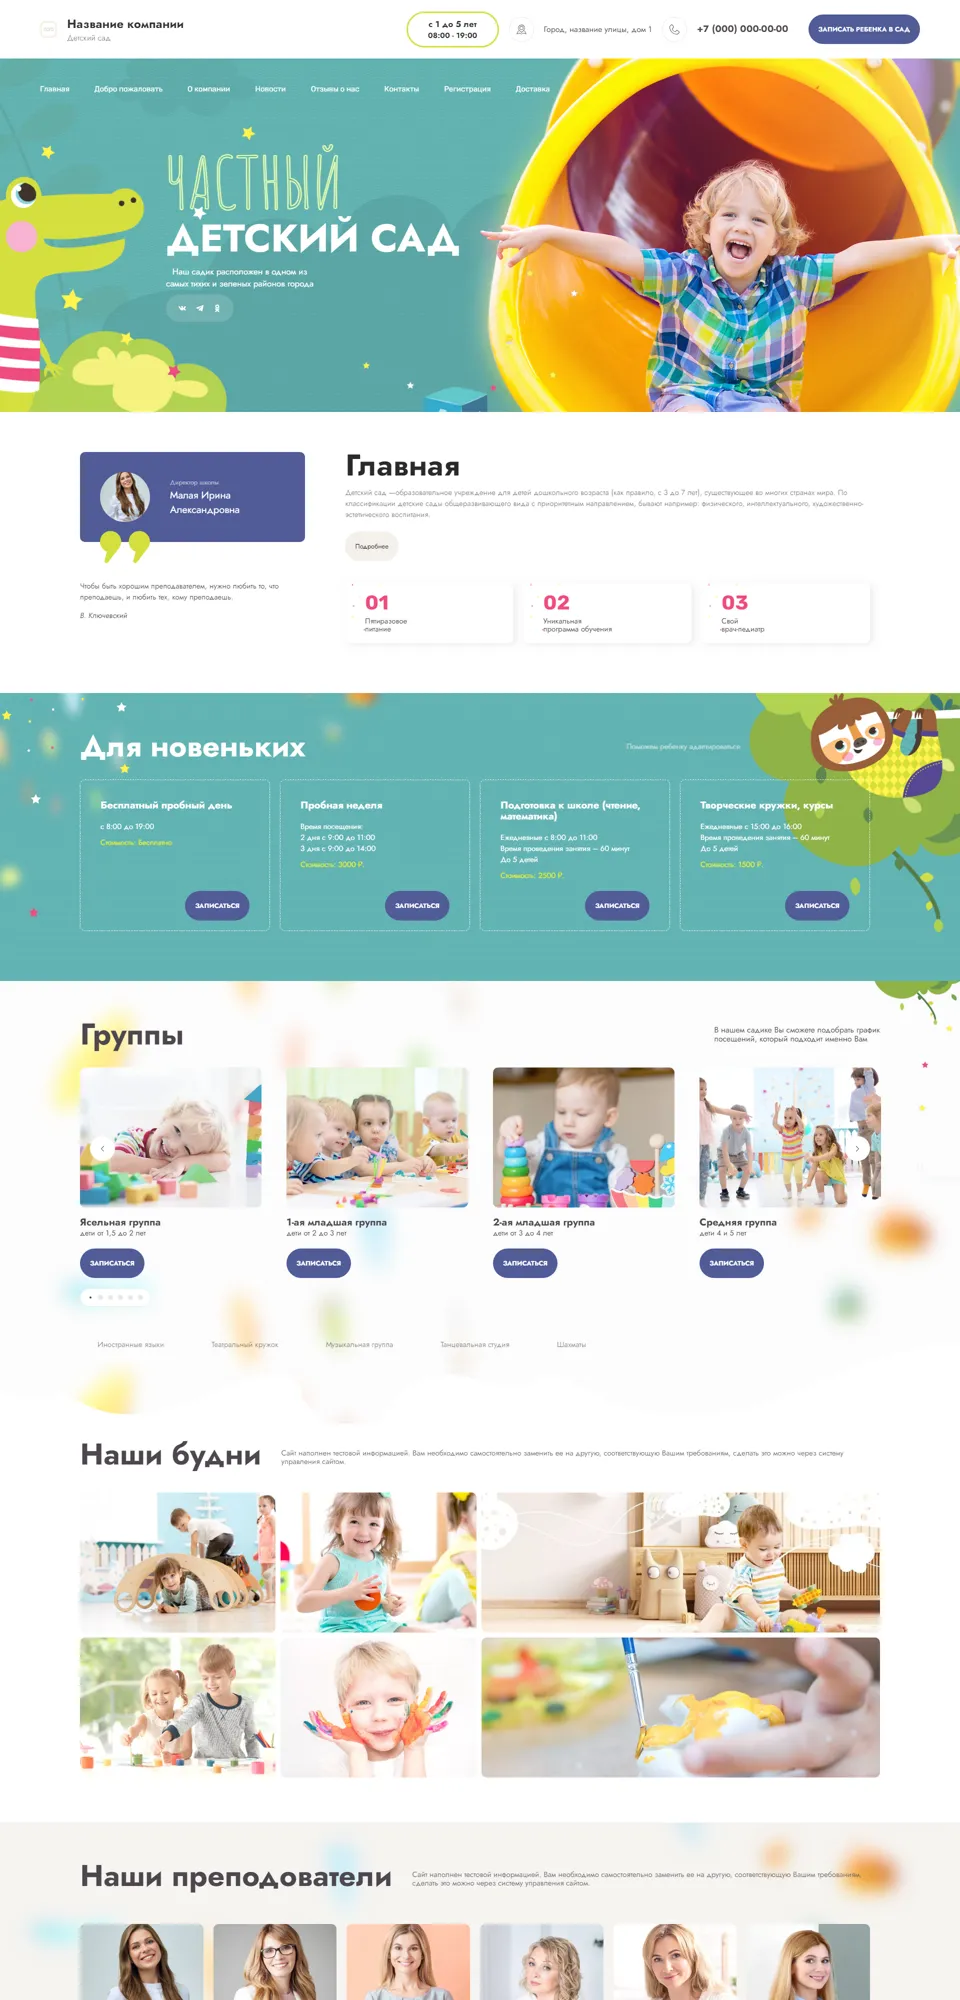 Название компании
Детский сад
с 1 до 5 лет
08:00 - 19:00
Город, название улицы, дом 1
+7 (000) 000-00-00
ЗАПИСАТЬ РЕБЕНКА В САД
Главная
Добро пожаловать
О компании
Новости
Отзывы о нас
Контакты
Регистрация
Доставка
ЧАСТНЫЙ
ДЕТСКИЙ САД
Наш садик расположен в одном из
самых тихих и зеленых районов города
Директор школы
Малая Ирина
Александровна
Чтобы быть хорошим преподавателем, нужно любить то, что
преподаешь, и любить тех, кому преподаешь.
В. Ключевский
Главная
Детский сад —образовательное учреждение для детей дошкольного возраста (как правило, с 3 до 7 лет), существующее во многих странах мира. По
классификации детские сады общеразвивающего вида с приоритетным направлением, бывают например: физического, интеллектуального, художественно-
эстетического воспитания.
Подробнее
01
Пятиразовое
питание
02
Уникальная
программа обучения
03
Свой
врач-педиатр
Для новеньких
Поможем ребенку адаптироваться
Бесплатный пробный день
с 8:00 до 19:00
Стоимость: Бесплатно
ЗАПИСАТЬСЯ
Пробная неделя
Время посещения:
2 дня с 9:00 до 11:00
3 дня с 9:00 до 14:00
Стоимость: 3000 ₽.
ЗАПИСАТЬСЯ
Подготовка к школе (чтение,
математика)
Ежедневные с 8:00 до 11:00
Время проведения занятия – 60 минут
До 5 детей
Стоимость: 2500 ₽.
ЗАПИСАТЬСЯ
Творческие кружки, курсы
Ежедневные с 15:00 до 16:00
Время проведения занятия – 60 минут
До 5 детей
Стоимость: 1500 ₽.
ЗАПИСАТЬСЯ
Группы
В нашем садике Вы сможете подобрать график
посещений, который подходит именно Вам
Ясельная группа
дети от 1,5 до 2 лет
ЗАПИСАТЬСЯ
1-ая младшая группа
дети от 2 до 3 лет
ЗАПИСАТЬСЯ
2-ая младшая группа
дети от 3 до 4 лет
ЗАПИСАТЬСЯ
Средняя группа
дети 4 и 5 лет
ЗАПИСАТЬСЯ
Иностранные языки
Театральный кружок
Музыкальная группа
Танцевальная студия
Шахматы
Наши будни
Сайт наполнен тестовой информацией. Вам необходимо самостоятельно заменить ее на другую, соответствующую Вашим требованиям, сделать это можно через систему
управления сайтом.
Наши преподователи
Сайт наполнен тестовой информацией. Вам необходимо самостоятельно заменить ее на другую, соответствующую Вашим требованиям,
сделать это можно через систему управления сайтом.